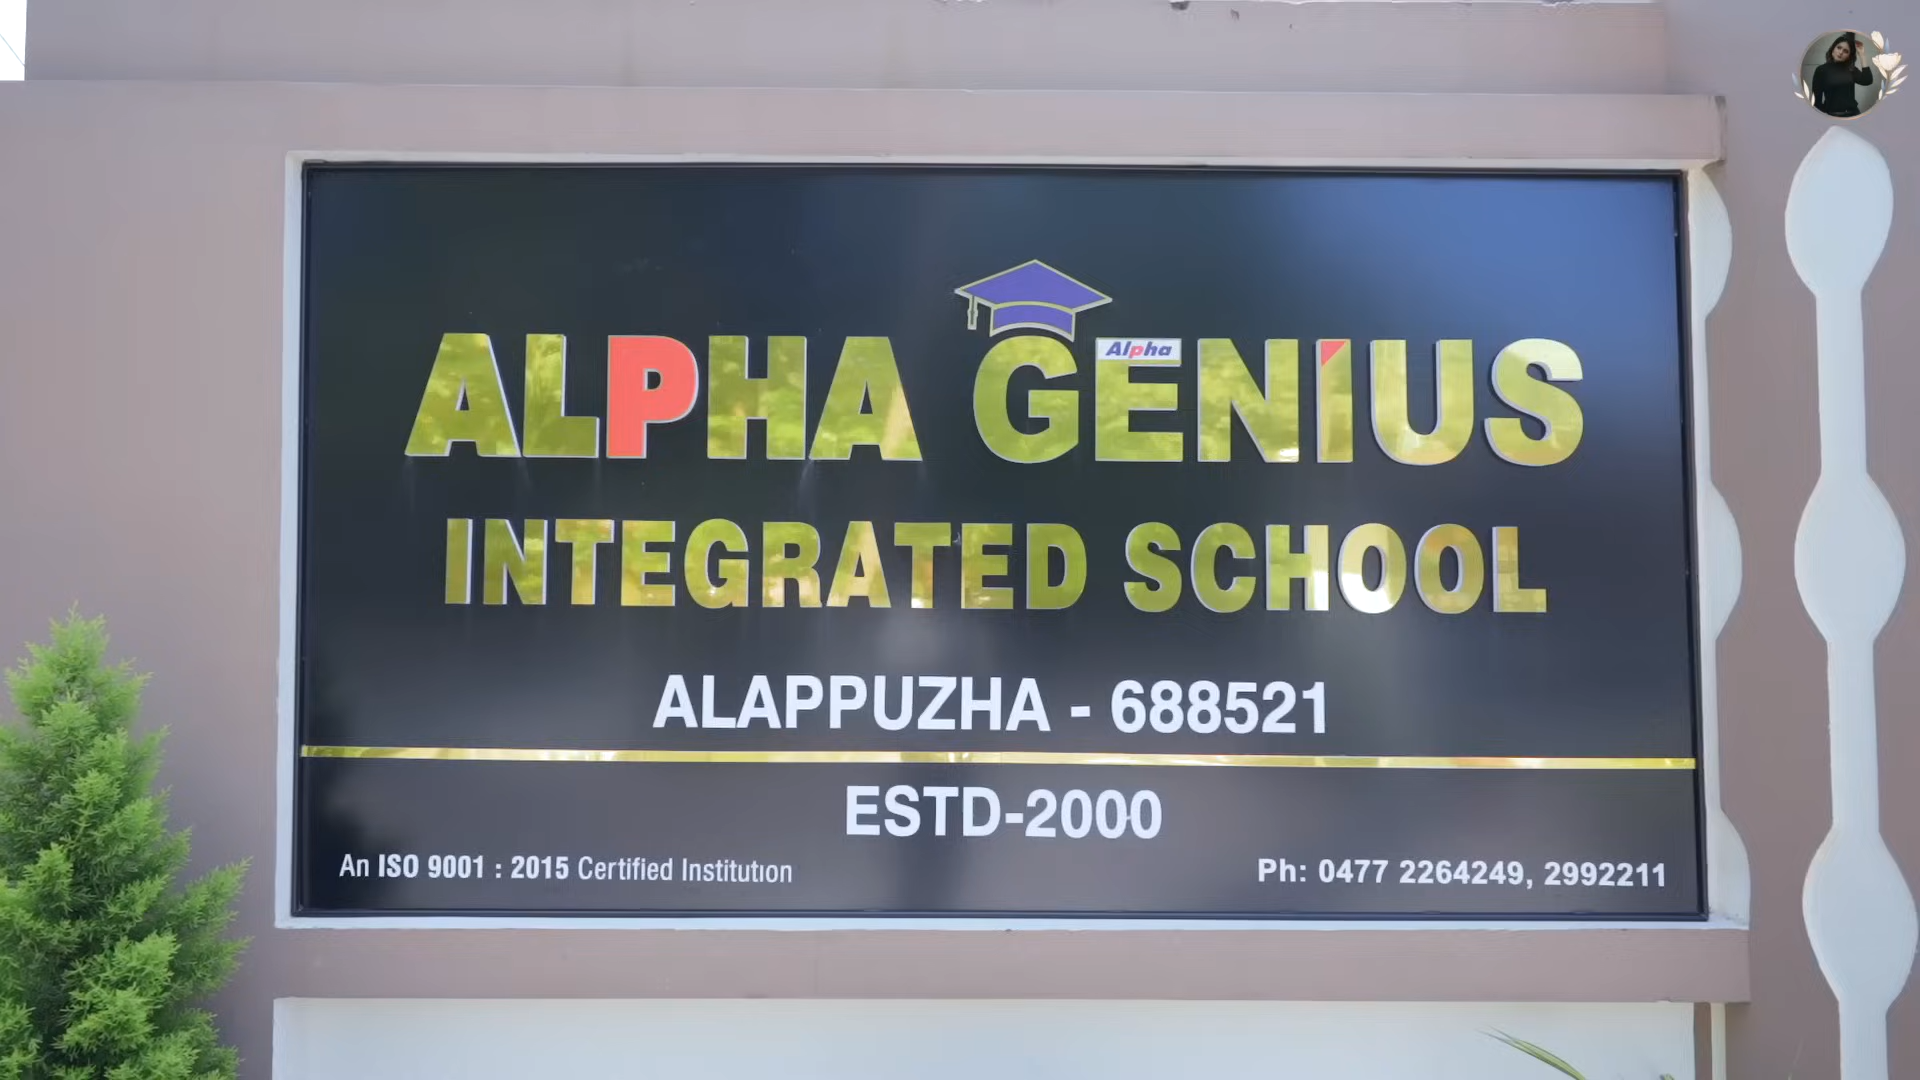 Alpha
ALPHA GENIUS
INTEGRATED SCHOOL
ALAPPUZHA - 688521
ESTD-2000
An ISO 9001 : 2015 Certified Institution
Ph: 0477 2264249, 2992211